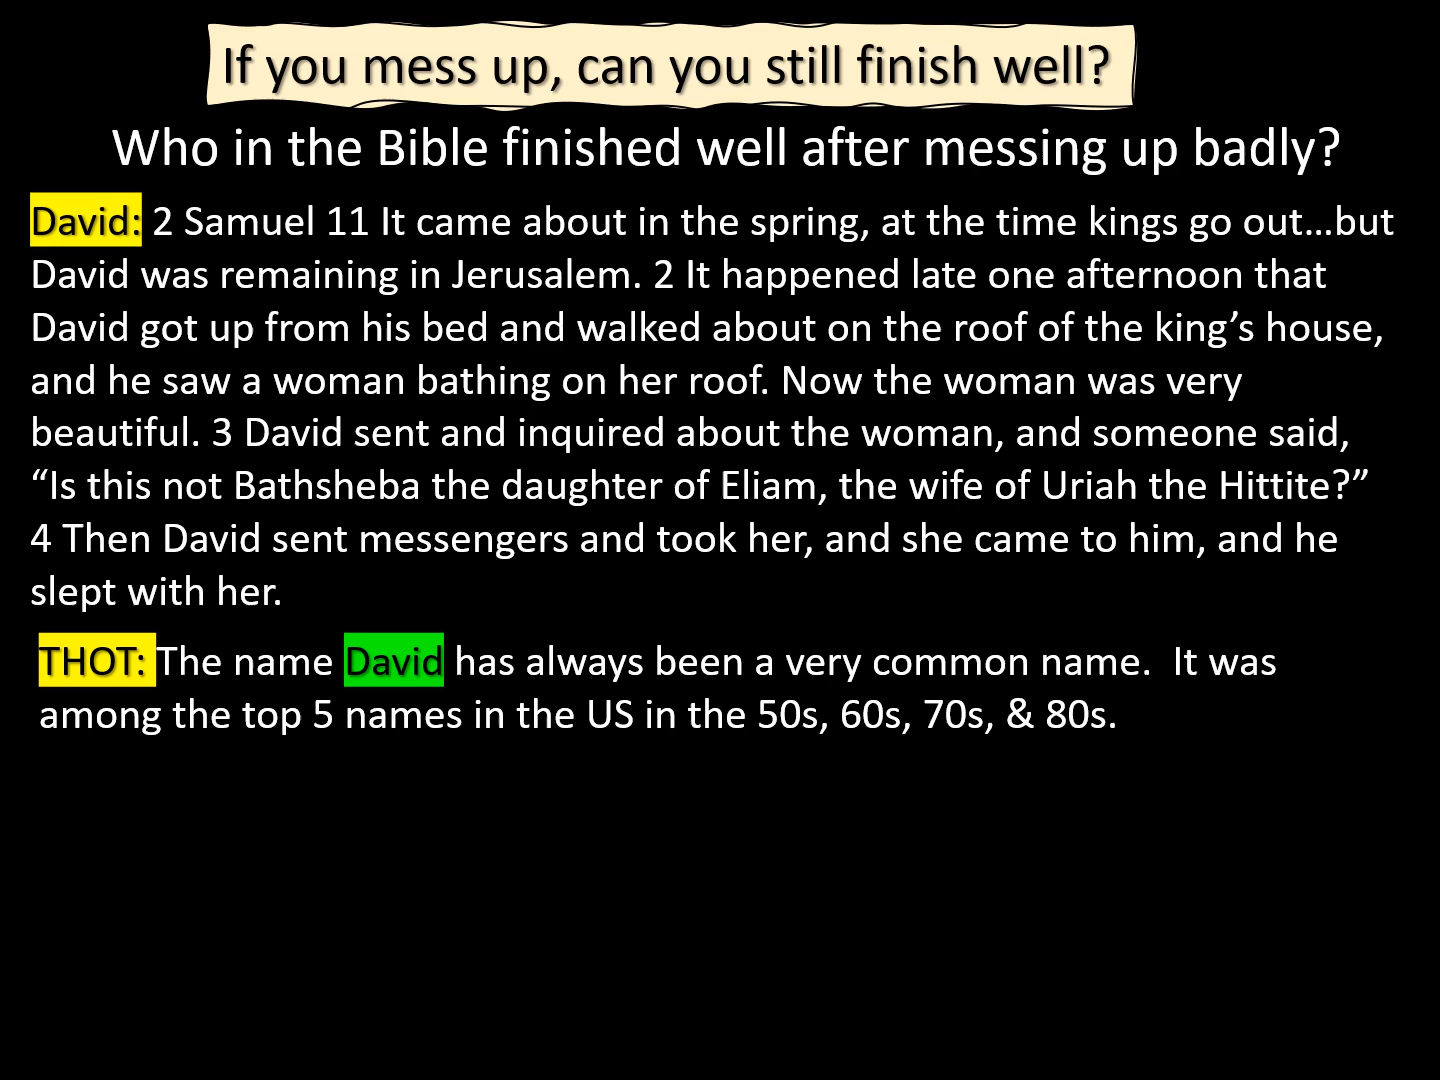 If you mess up, can you still finish well?
Who in the Bible finished well after messing up badly?
David: 2 Samuel 11 It came about in the spring, at the time kings go out…but
David was remaining in Jerusalem. 2 It happened late one afternoon that
David got up from his bed and walked about on the roof of the king’s house,
and he saw a woman bathing on her roof. Now the woman was very
beautiful. 3 David sent and inquired about the woman, and someone said,
“Is this not Bathsheba the daughter of Eliam, the wife of Uriah the Hittite?”
4 Then David sent messengers and took her, and she came to him, and he
slept with her.
THOT: The name David has always been a very common name.  It was
among the top 5 names in the US in the 50s, 60s, 70s, & 80s.